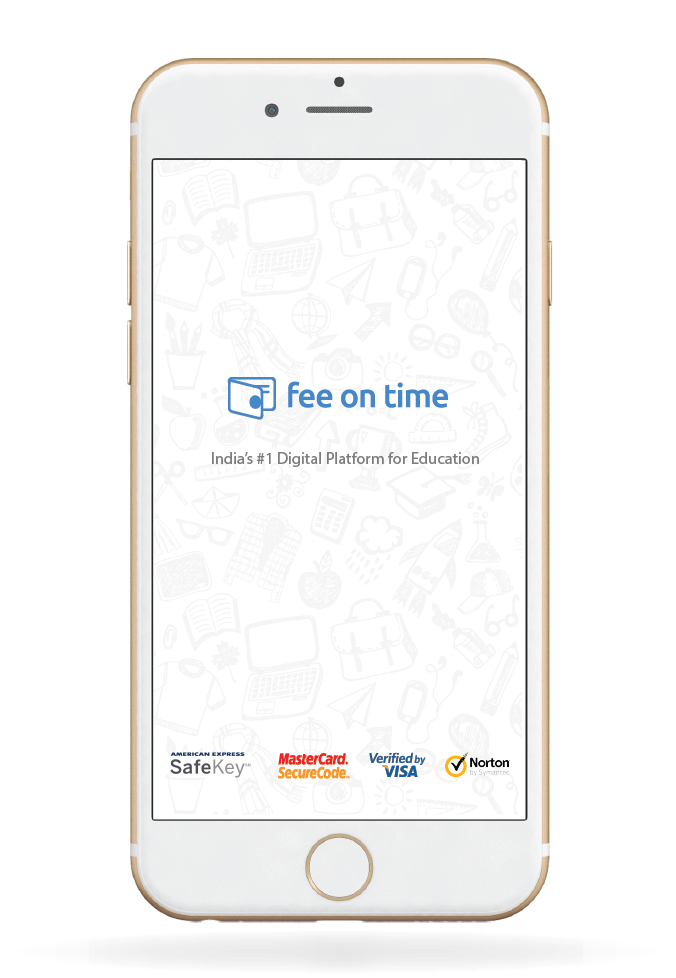 fee on time
India's #1 Digital Platform for Education
AMERICAN EXPRESS
SafeKey℠
MasterCard.
SecureCode.
Verified by
VISA
Norton
by Symantec